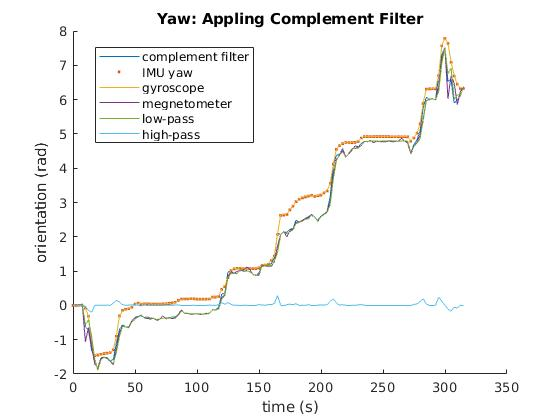 Yaw: Appling Complement Filter
8
7
6
5
4
3
2
1
0
-1
-2
orientation (rad)
complement filter
IMU yaw
gyroscope
megnetometer
low-pass
high-pass
0 50 100 150 200 250 300 350
time (s)